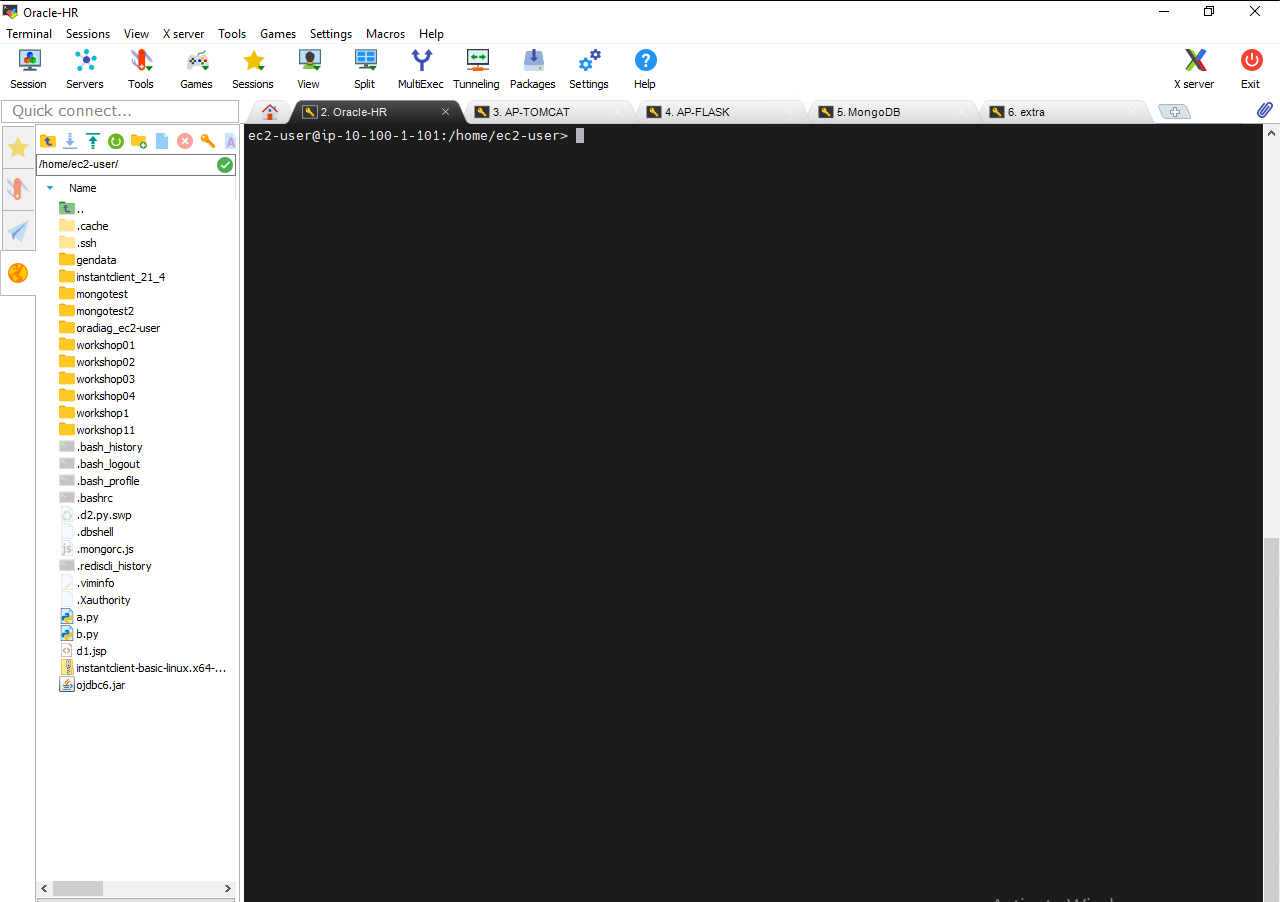 Oracle-HR
Terminal Sessions View X server Tools Games Settings Macros Help
Session Servers Tools Games Sessions View Split MultiExec Tunneling Packages Settings Help X server Exit
Quick connect...
2. Oracle-HR 3. AP-TOMCAT 4. AP-FLASK 5. MongoDB 6. extra
ec2-user@ip-10-100-1-101:/home/ec2-user>
/home/ec2-user/
Name
..
.cache
.ssh
gendata
instantclient_21_4
mongotest
mongotest2
oradiag_ec2-user
workshop01
workshop02
workshop03
workshop04
workshop1
workshop11
.bash_history
.bash_logout
.bash_profile
.bashrc
.d2.py.swp
.dbshell
.mongorc.js
.rediscli_history
.viminfo
.Xauthority
a.py
b.py
d1.jsp
instantclient-basic-linux.x64-...
ojdbc6.jar